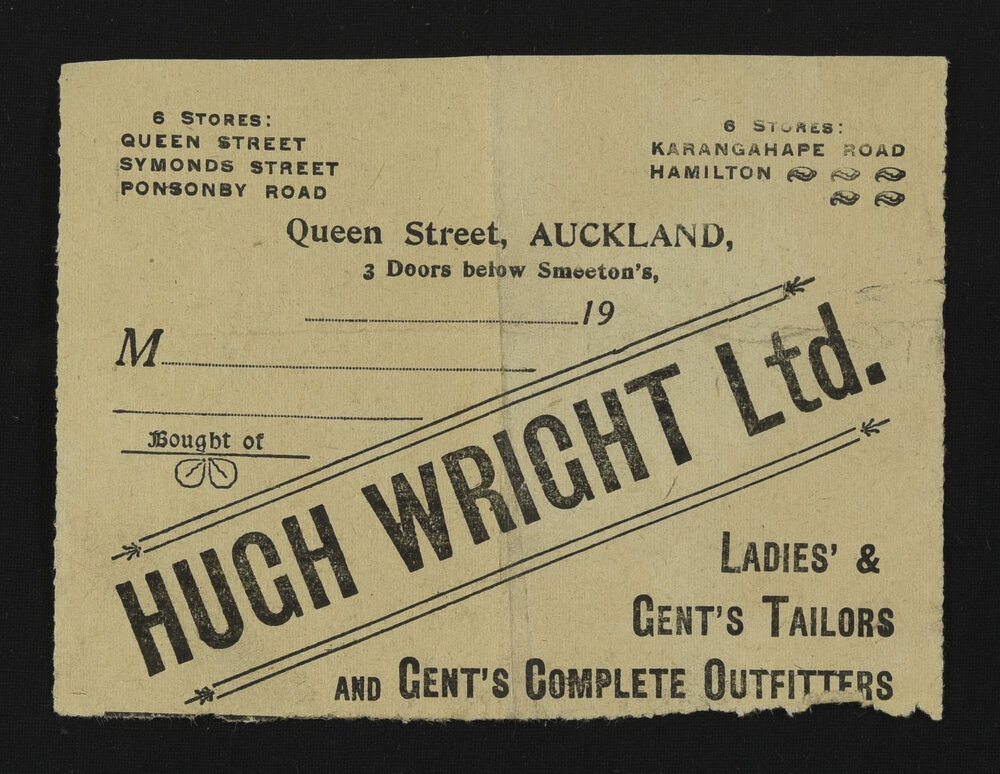 6 STORES:
QUEEN STREET
SYMONDS STREET
PONSONBY ROAD
6 STORES:
KARANGAHAPE ROAD
HAMILTON
Queen Street, AUCKLAND,
3 Doors below Smeeton's,
19
M
Bought of
HUGH WRIGHT Ltd.
LADIES' &
GENT'S TAILORS
AND GENT'S COMPLETE OUTFITTERS